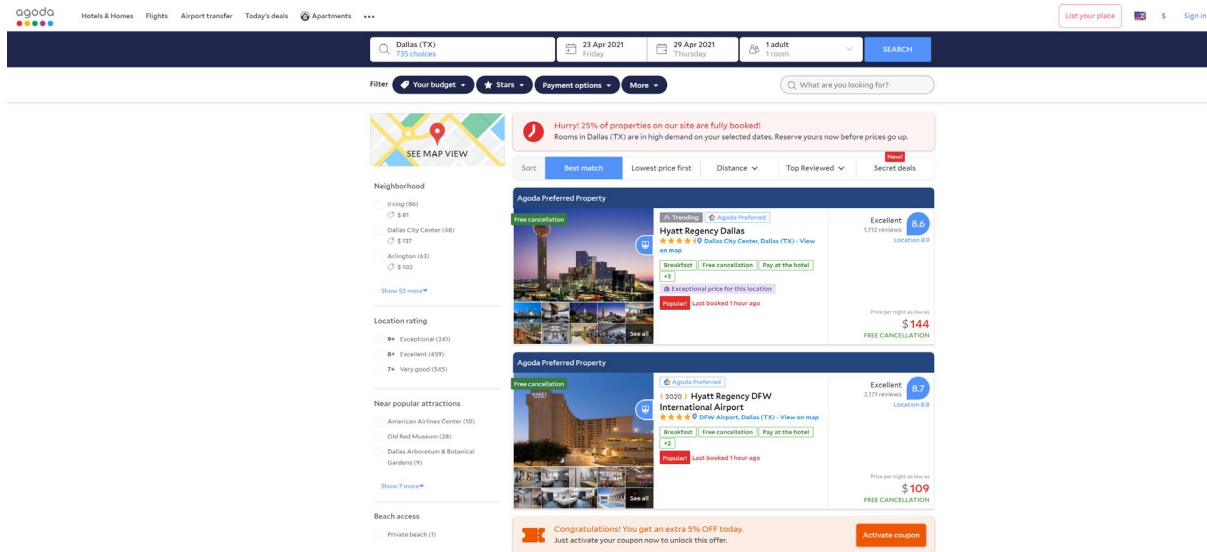 agoda
Hotels & Homes Flights Airport transfer Today's deals Apartments •••
List your place $ Sign in
Dallas (TX)
735 choices
23 Apr 2021
Friday
29 Apr 2021
Thursday
1 adult
1 room
SEARCH
Filter Your budget Stars Payment options More
What are you looking for?
SEE MAP VIEW
Neighborhood
Irving (86)
$ 81
Dallas City Center (48)
$ 137
Arlington (63)
$ 102
Show 52 more
Location rating
9+ Exceptional (241)
8+ Excellent (459)
7+ Very good (545)
Near popular attractions
American Airlines Center (10)
Old Red Museum (38)
Dallas Arboretum & Botanical
Gardens (9)
Show 7 more
Beach access
Private beach (1)
Hurry! 25% of properties on our site are fully booked!
Rooms in Dallas (TX) are in high demand on your selected dates. Reserve yours now before prices go up.
New!
Sort Best match Lowest price first Distance Top Reviewed Secret deals
Agoda Preferred Property
Free cancellation
See all
Trending Agoda Preferred
Hyatt Regency Dallas
Dallas City Center, Dallas (TX) - View
on map
Breakfast Free cancellation Pay at the hotel
+3
Exceptional price for this location
Popular! Last booked 1 hour ago
Excellent 8.6
1,712 reviews
Location 8.9
Price per night as low as
$ 144
FREE CANCELLATION
Agoda Preferred Property
Free cancellation
See all
Agoda Preferred
2020 Hyatt Regency DFW
International Airport
DFW Airport, Dallas (TX) - View on map
Breakfast Free cancellation Pay at the hotel
+2
Popular! Last booked 1 hour ago
Excellent 8.7
2,171 reviews
Location 8.8
Price per night as low as
$ 109
FREE CANCELLATION
Congratulations! You get an extra 5% OFF today.
Just activate your coupon now to unlock this offer.
Activate coupon